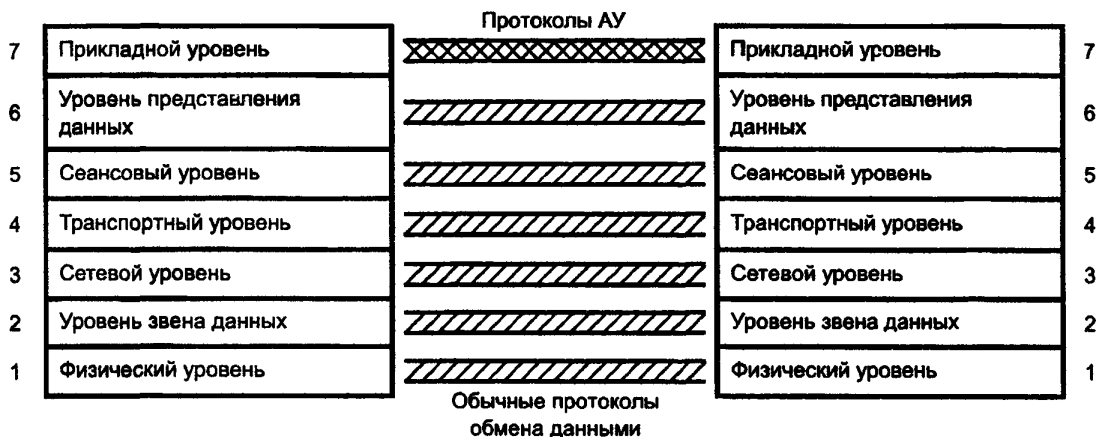 Протоколы АУ
7 Прикладной уровень Прикладной уровень 7
6 Уровень представления данных Уровень представления данных 6
5 Сеансовый уровень Сеансовый уровень 5
4 Транспортный уровень Транспортный уровень 4
3 Сетевой уровень Сетевой уровень 3
2 Уровень звена данных Уровень звена данных 2
1 Физический уровень Физический уровень 1
Обычные протоколы
обмена данными